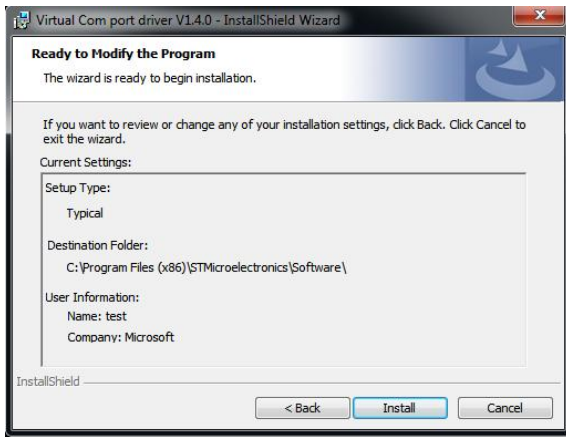 Virtual Com port driver V1.4.0 - InstallShield Wizard
Ready to Modify the Program
The wizard is ready to begin installation.
If you want to review or change any of your installation settings, click Back. Click Cancel to
exit the wizard.
Current Settings:
Setup Type:
Typical
Destination Folder:
C:\Program Files (x86)\STMicroelectronics\Software\
User Information:
Name: test
Company: Microsoft
InstallShield
< Back
Install
Cancel